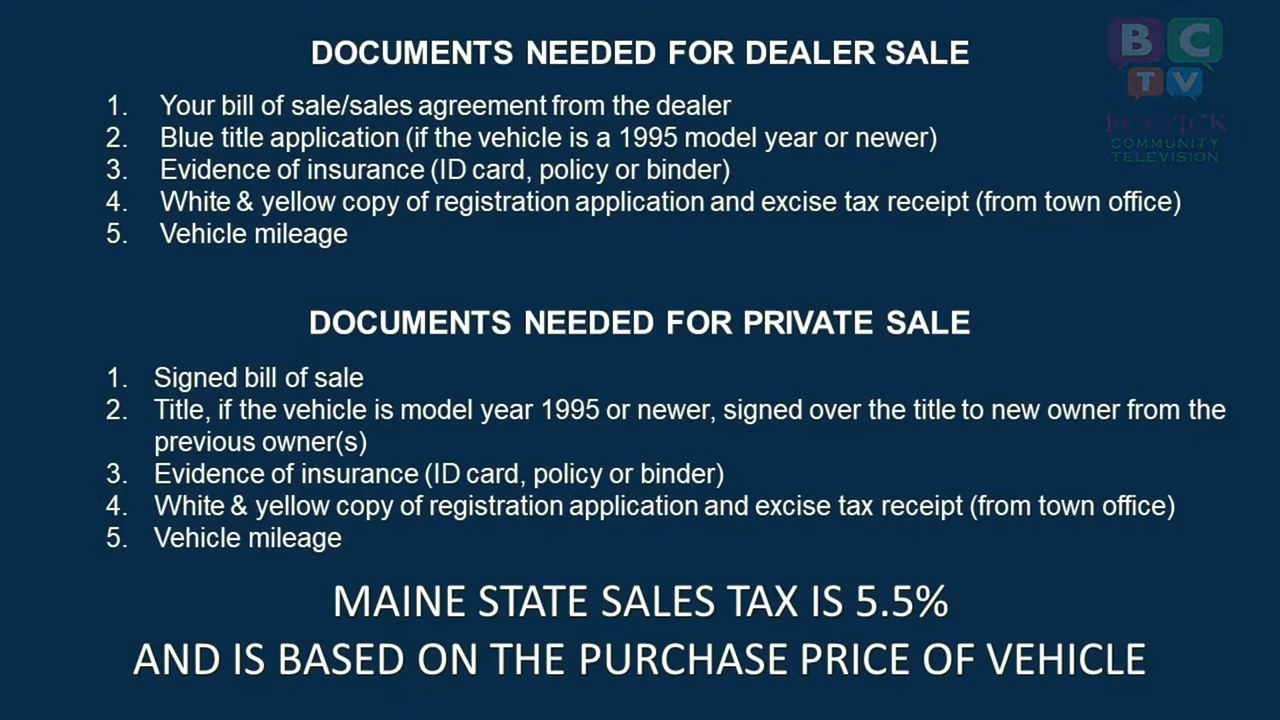 DOCUMENTS NEEDED FOR DEALER SALE
1. Your bill of sale/sales agreement from the dealer
2. Blue title application (if the vehicle is a 1995 model year or newer)
3. Evidence of insurance (ID card, policy or binder)
4. White & yellow copy of registration application and excise tax receipt (from town office)
5. Vehicle mileage
DOCUMENTS NEEDED FOR PRIVATE SALE
1. Signed bill of sale
2. Title, if the vehicle is model year 1995 or newer, signed over the title to new owner from the
previous owner(s)
3. Evidence of insurance (ID card, policy or binder)
4. White & yellow copy of registration application and excise tax receipt (from town office)
5. Vehicle mileage
MAINE STATE SALES TAX IS 5.5%
AND IS BASED ON THE PURCHASE PRICE OF VEHICLE
B C
T V
COMMUNITY
TELEVISION